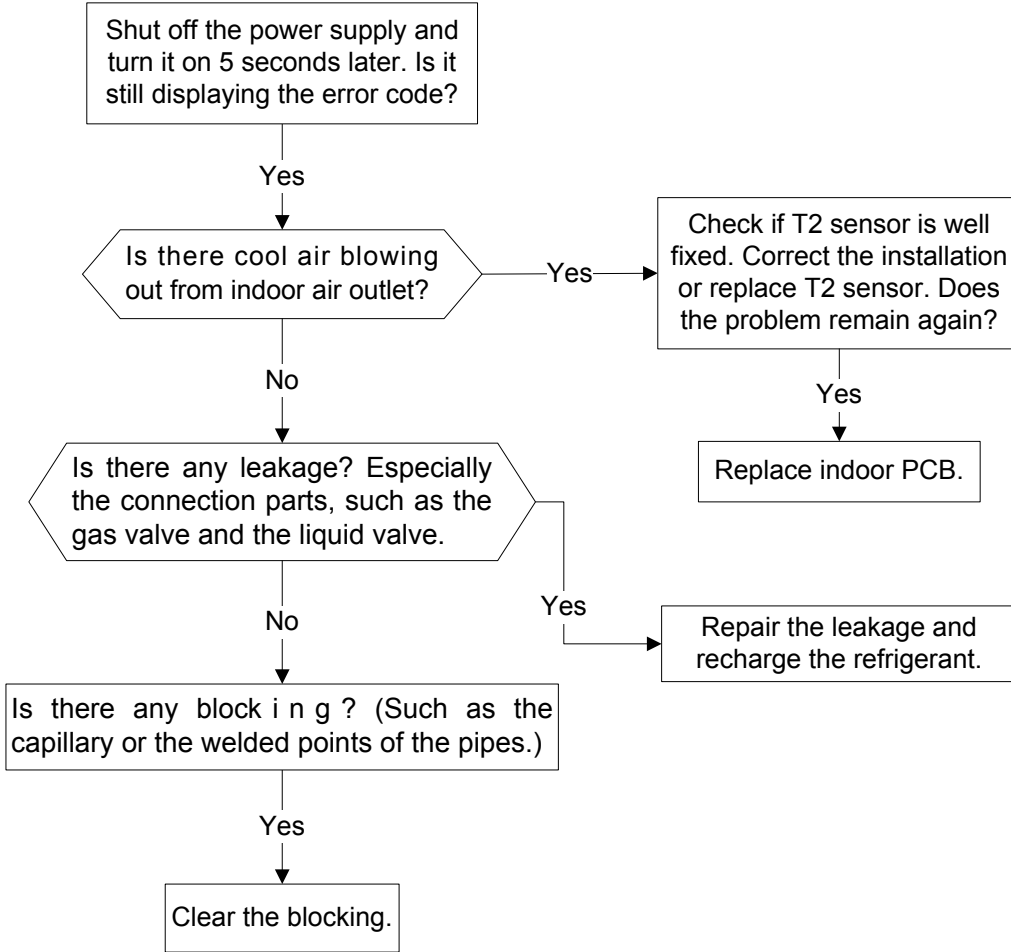 Shut off the power supply and
turn it on 5 seconds later. Is it
still displaying the error code?
Yes
Is there cool air blowing
out from indoor air outlet?
Yes
Check if T2 sensor is well
fixed. Correct the installation
or replace T2 sensor. Does
the problem remain again?
Yes
Replace indoor PCB.
No
Is there any leakage? Especially
the connection parts, such as the
gas valve and the liquid valve.
Yes
Repair the leakage and
recharge the refrigerant.
No
Is there any block i n g ? (Such as the
capillary or the welded points of the pipes.)
Yes
Clear the blocking.